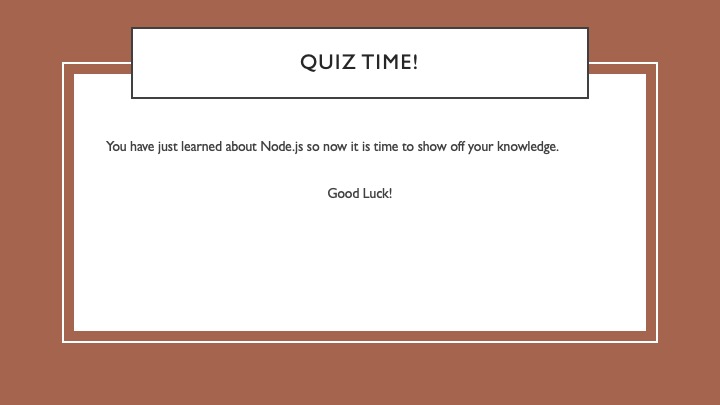 QUIZ TIME!
You have just learned about Node.js so now it is time to show off your knowledge.
Good Luck!